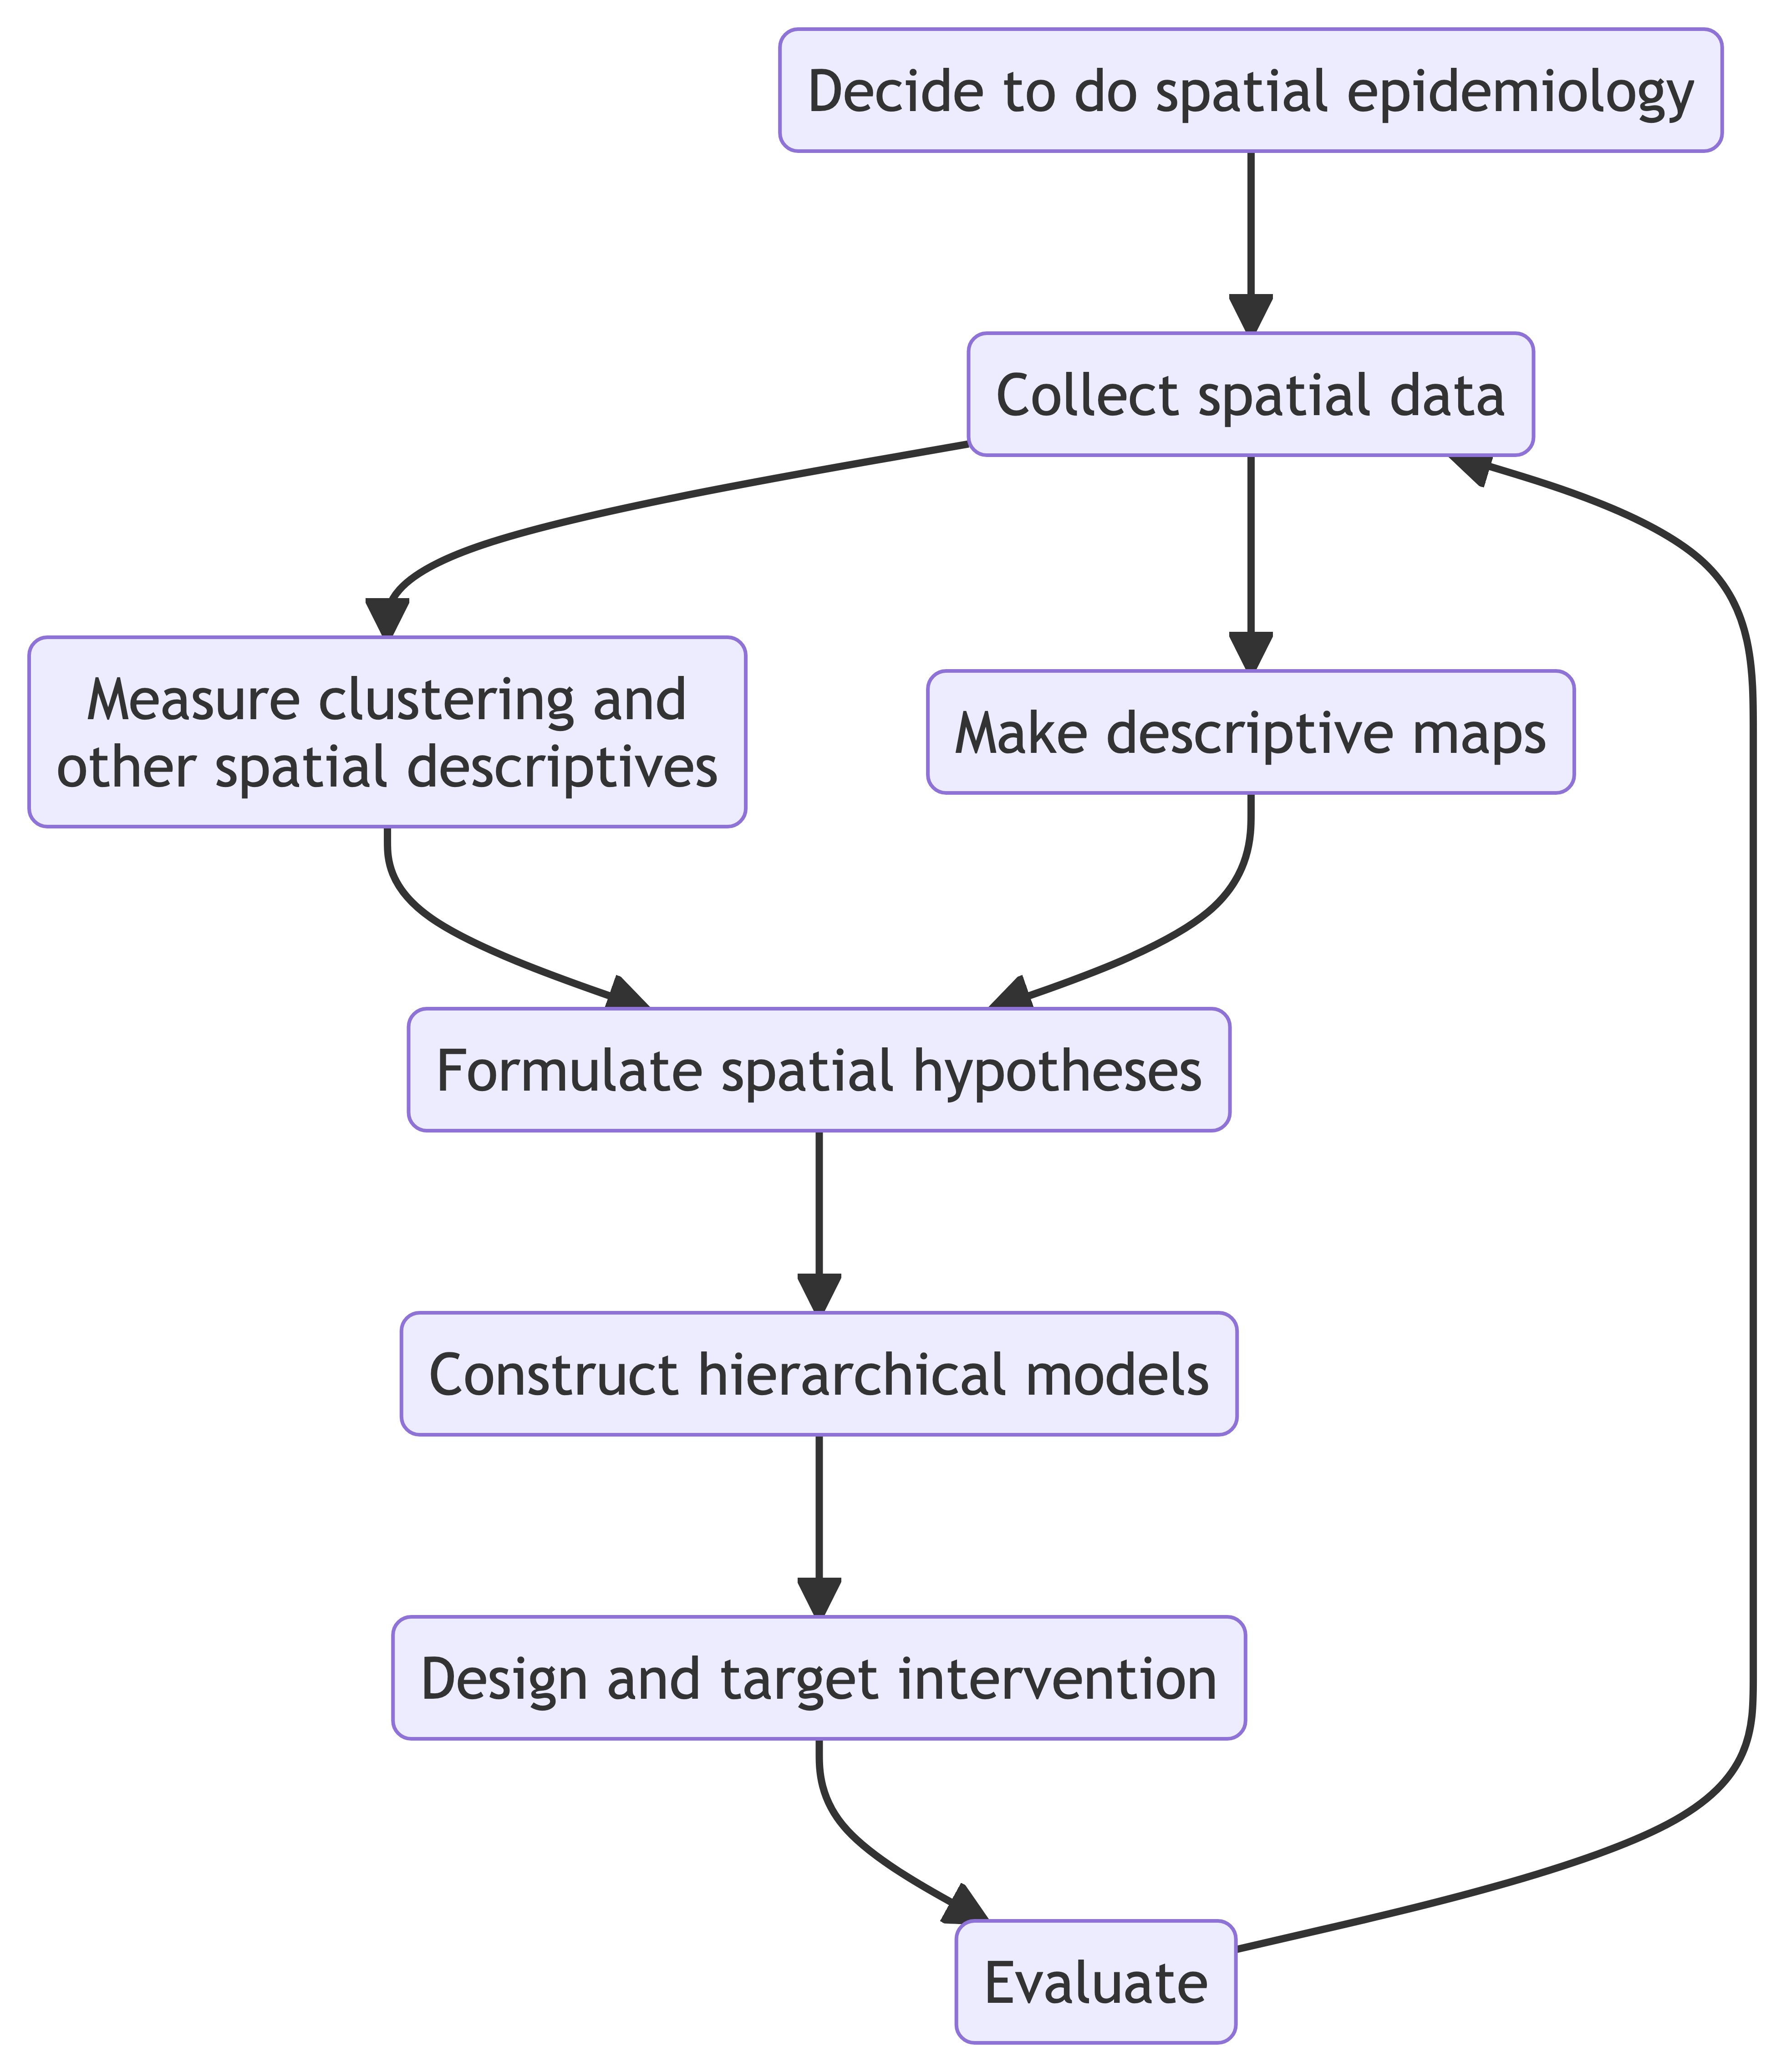 Decide to do spatial epidemiology
Collect spatial data
Measure clustering and
other spatial descriptives
Make descriptive maps
Formulate spatial hypotheses
Construct hierarchical models
Design and target intervention
Evaluate